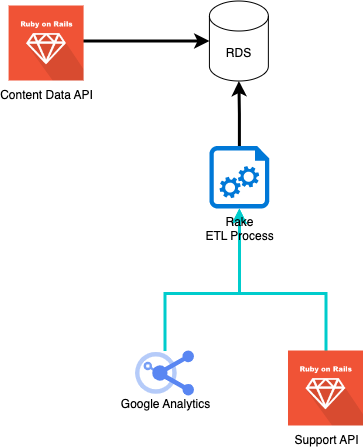 Ruby on Rails
RDS
Content Data API
Rake
ETL Process
Google Analytics
Ruby on Rails
Support API